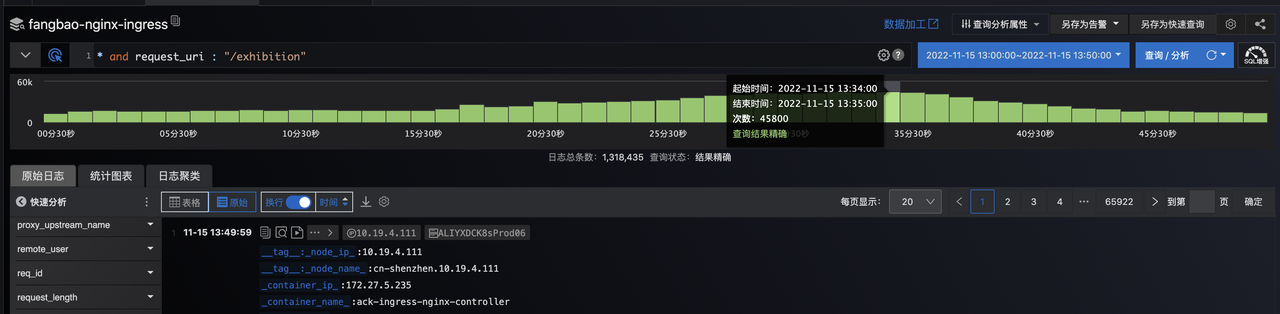 fangbao-nginx-ingress 数据加工 查询分析属性 另存为告警 另存为快速查询
1 * and request_uri : "/exhibition" 2022-11-15 13:00:00~2022-11-15 13:50:00 查询 / 分析 SQL增强
60k
0
起始时间：2022-11-15 13:34:00
结束时间：2022-11-15 13:35:00
次数：45800
查询结果精确
00分30秒 05分30秒 10分30秒 15分30秒 20分30秒 25分30秒 35分30秒 40分30秒 45分30秒
日志总条数：1,318,435 查询状态：结果精确
原始日志 统计图表 日志聚类
快速分析 表格 原始 换行 时间 每页显示： 20 1 2 3 4 ··· 65922 到第 页 确定
proxy_upstream_name
remote_user
req_id
request_length
1 11-15 13:49:59 ··· 10.19.4.111 ALIYXDCK8sProd06
__tag__:_node_ip_ :10.19.4.111
__tag__:_node_name_ :cn-shenzhen.10.19.4.111
_container_ip_ :172.27.5.235
_container_name_ :ack-ingress-nginx-controller